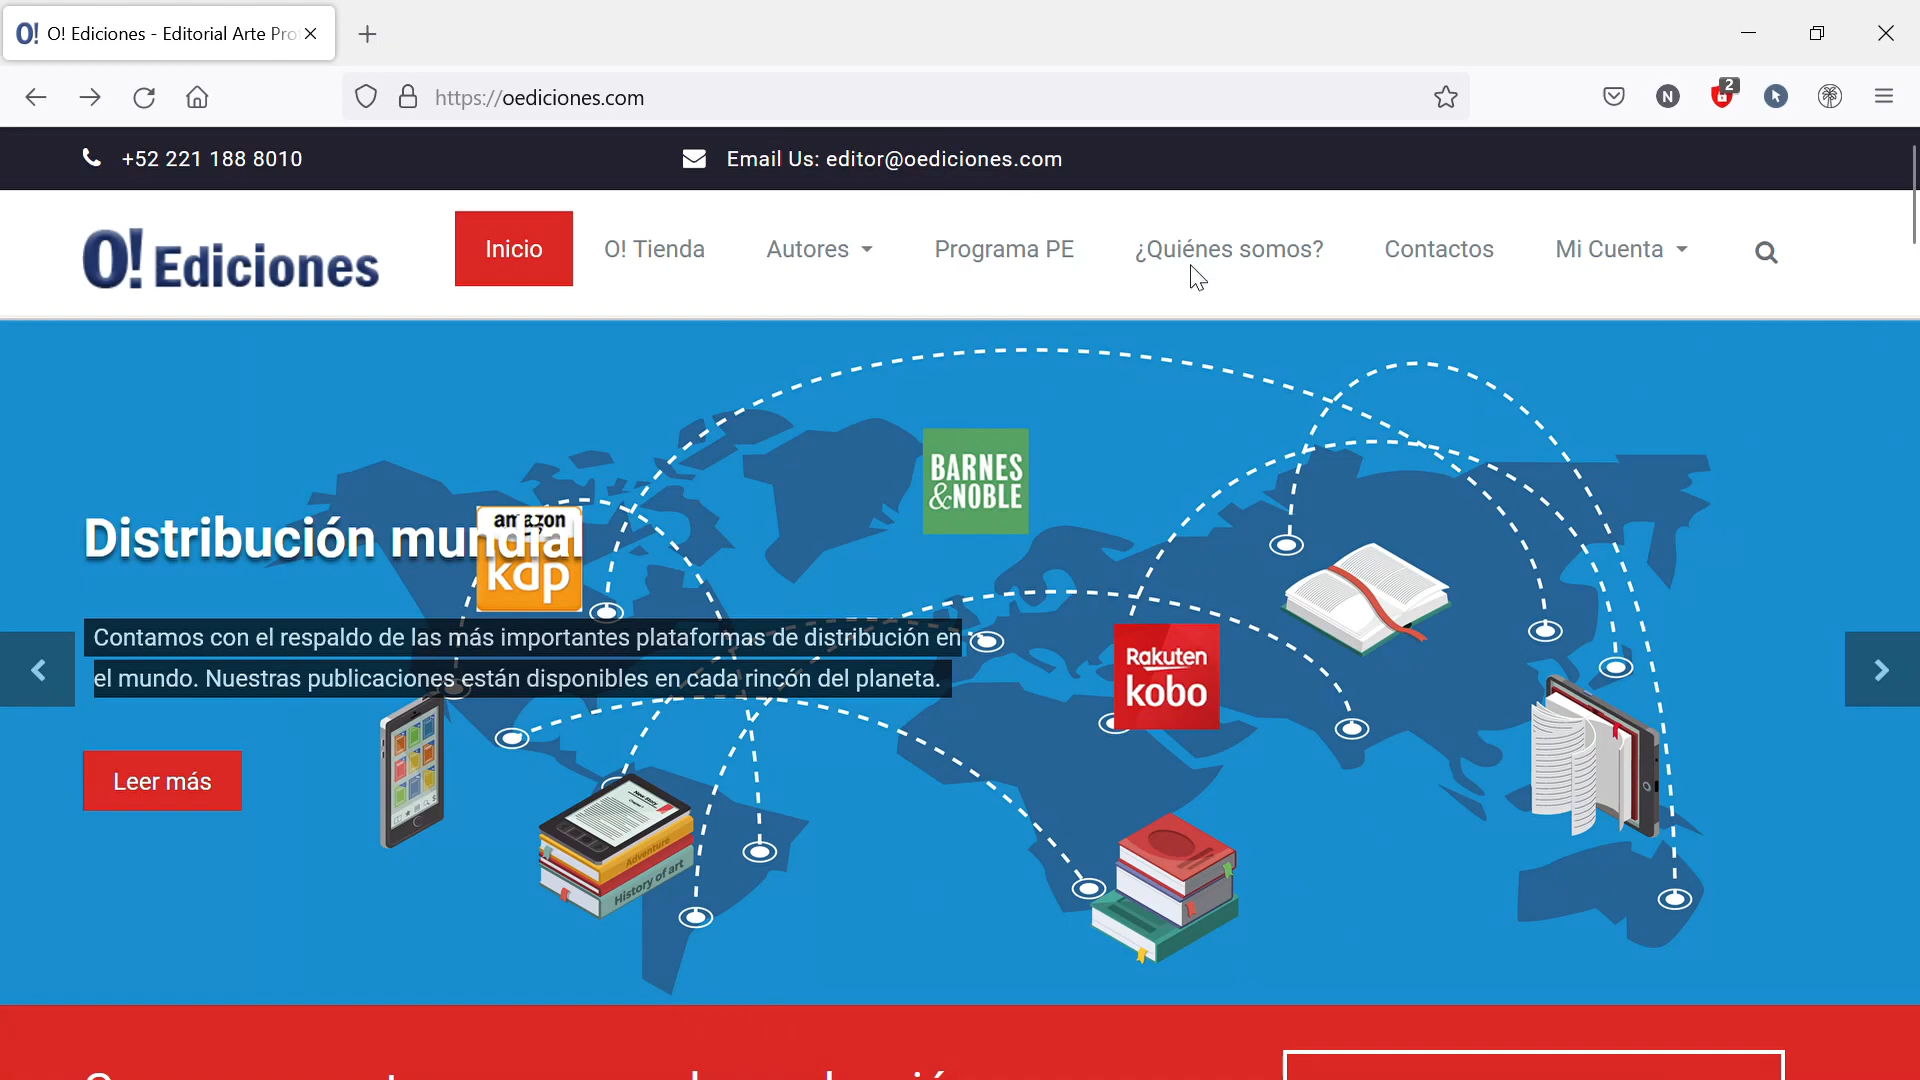 O! Ediciones - Editorial Arte Pro
https://oediciones.com
N
2
+52 221 188 8010
Email Us: editor@oediciones.com
O! Ediciones
Inicio
O! Tienda
Autores
Programa PE
¿Quiénes somos?
Contactos
Mi Cuenta
BARNES
&NOBLE
amazon
kdp
Distribución mundial
Contamos con el respaldo de las más importantes plataformas de distribución en
el mundo. Nuestras publicaciones están disponibles en cada rincón del planeta.
Rakuten
kobo
Leer más
New Story
Adventure
History of art